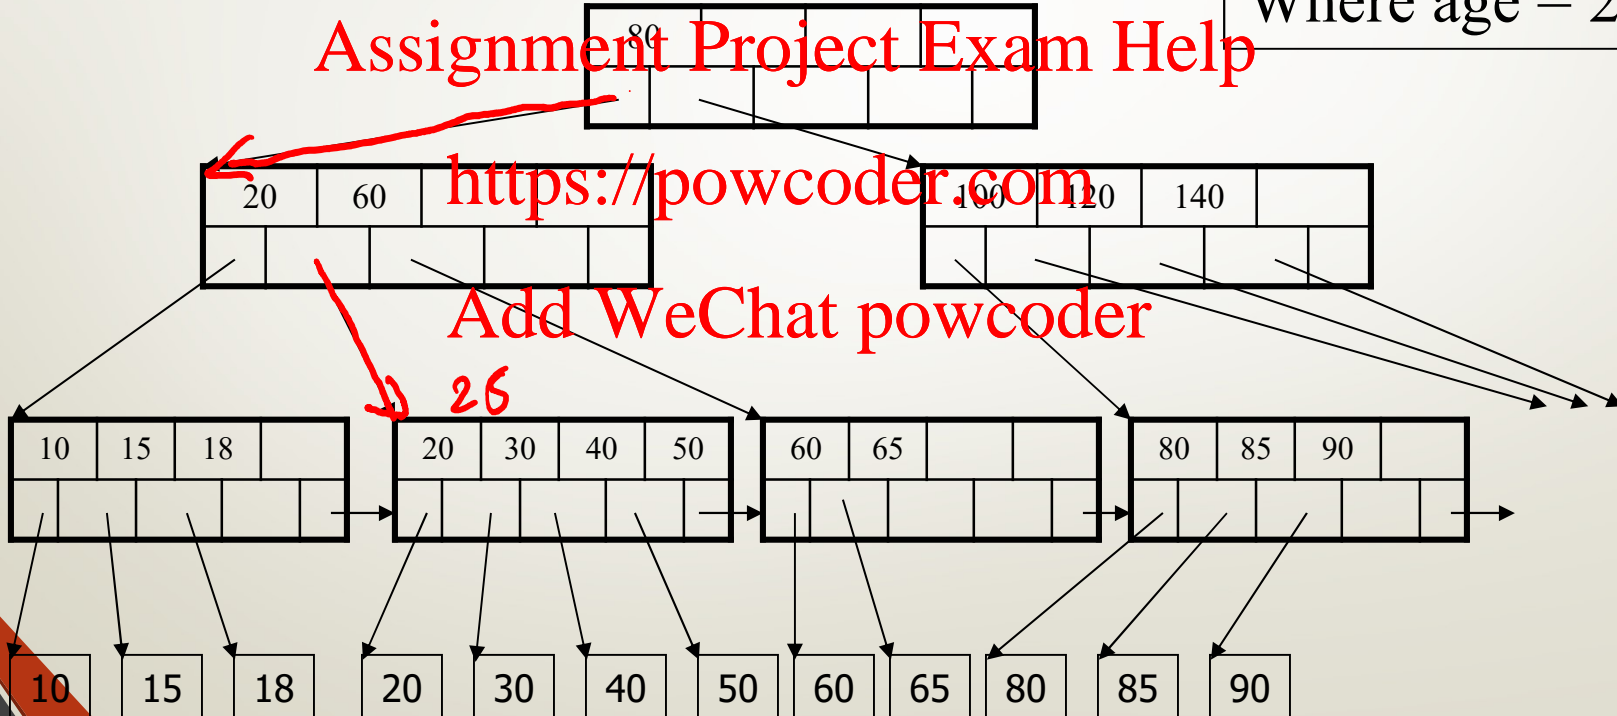 Where age = 2
80
Assignment Project Exam Help
20 60
https://powcoder.com
100 120 140
Add WeChat powcoder
26
10 15 18
20 30 40 50
60 65
80 85 90
10 15 18 20 30 40 50 60 65 80 85 90